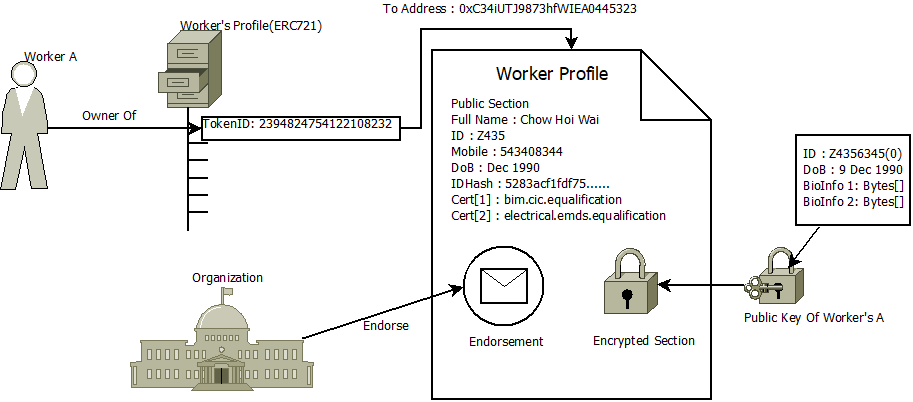 To Address : 0xC34iUTJ9873hfWIEA0445323
Worker's Profile(ERC721)
Worker A
Owner Of
TokenID: 2394824754122108232
Worker Profile
Public Section
Full Name : Chow Hoi Wai
ID : Z435
Mobile : 543408344
DoB : Dec 1990
IDHash : 5283acf1fdf75......
Cert[1] : bim.cic.equalification
Cert[2] : electrical.emds.equalification
ID : Z4356345(0)
DoB : 9 Dec 1990
BioInfo 1: Bytes[]
BioInfo 2: Bytes[]
Organization
Endorse
Endorsement
Encrypted Section
Public Key Of Worker's A